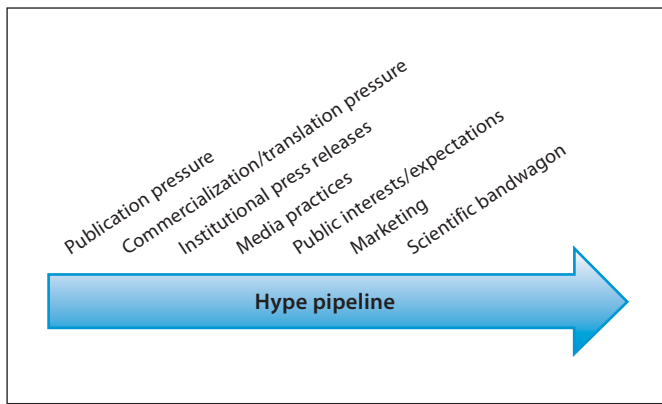 Publication pressure
Commercialization/translation pressure
Institutional press releases
Media practices
Public interests/expectations
Marketing
Scientific bandwagon
Hype pipeline